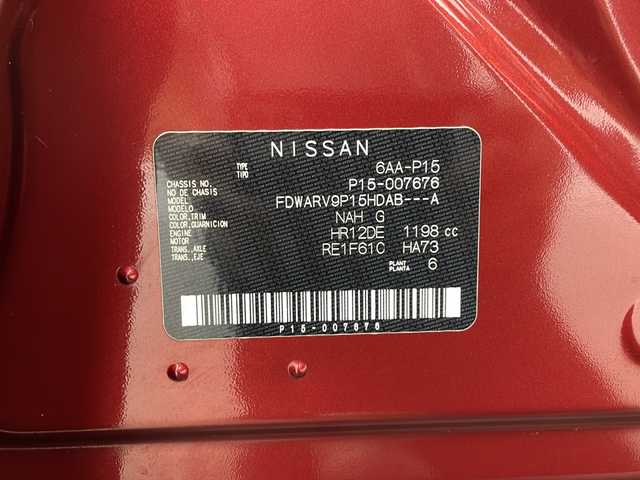 NISSAN
TYPE 6AA-P15
TIPO
CHASSIS NO. P15-007676
NO DE CHASIS
MODEL FDWARV9P15HDAB---A
MODELO
COLOR,TRIM NAH G
COLOR,GUARNICION
ENGINE HR12DE 1198 cc
MOTOR
TRANS.,AXLE RE1F61C HA73
TRANS.,EJE
PLANT 6
PLANTA
P15-007676